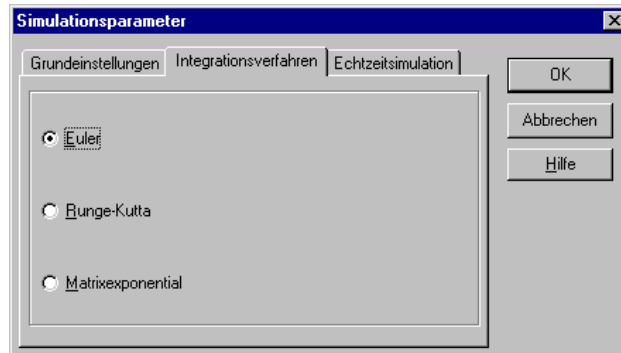 Simulationsparameter
Grundeinstellungen Integrationsverfahren Echtzeitsimulation
OK
Abbrechen
Hilfe
Euler
Runge-Kutta
Matrixexponential